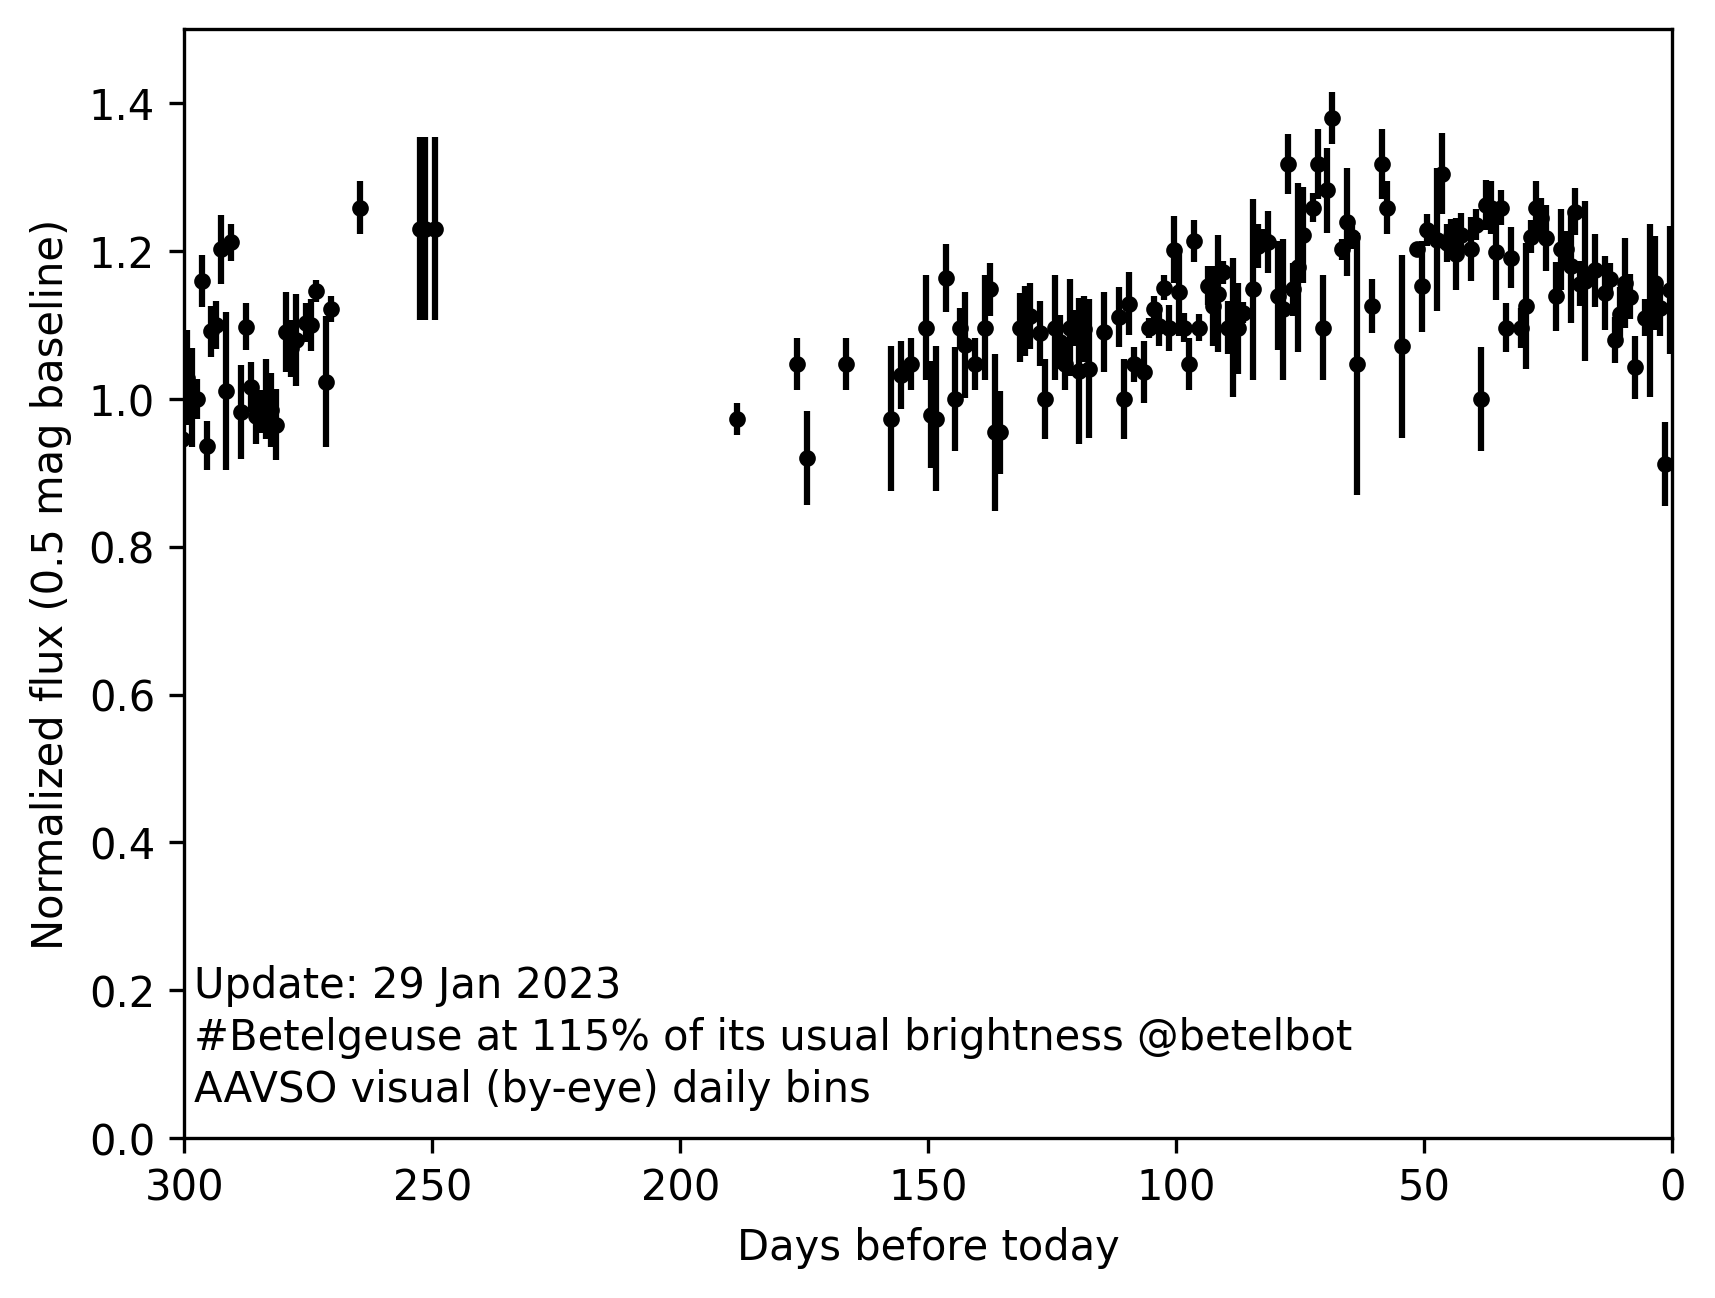 1.4
1.2
1.0
0.8
0.6
0.4
0.2
0.0
Normalized flux (0.5 mag baseline)
Update: 29 Jan 2023
#Betelgeuse at 115% of its usual brightness @betelbot
AAVSO visual (by-eye) daily bins
300 250 200 150 100 50 0
Days before today